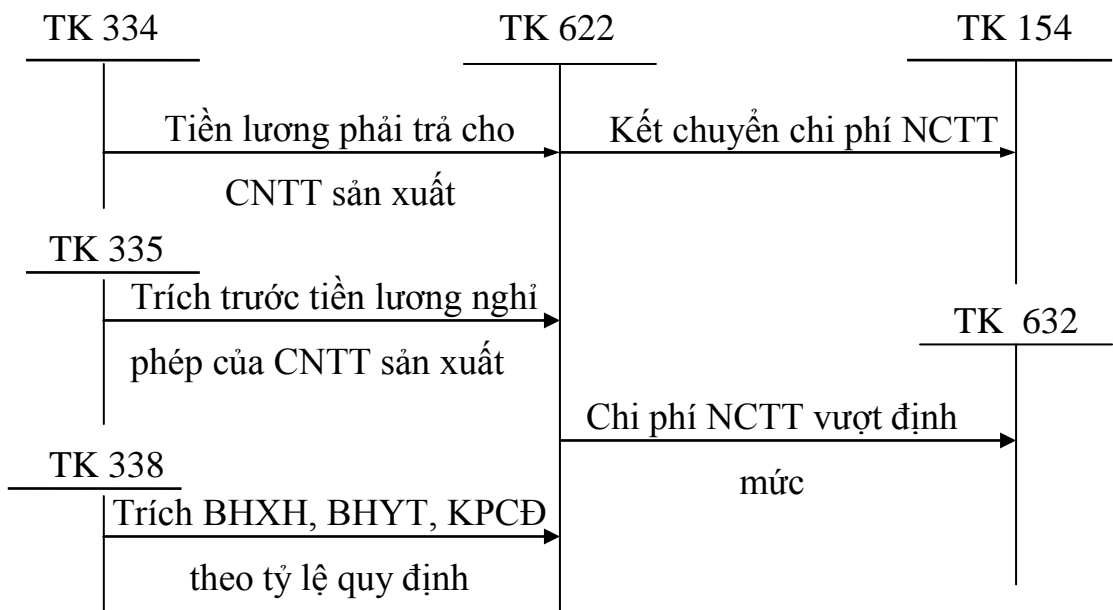 TK 334
TK 622
TK 154
Tiền lương phải trả cho
CNTT sản xuất
Kết chuyển chi phí NCTT
TK 335
Trích trước tiền lương nghỉ
phép của CNTT sản xuất
TK 632
Chi phí NCTT vượt định
mức
TK 338
Trích BHXH, BHYT, KPCĐ
theo tỷ lệ quy định